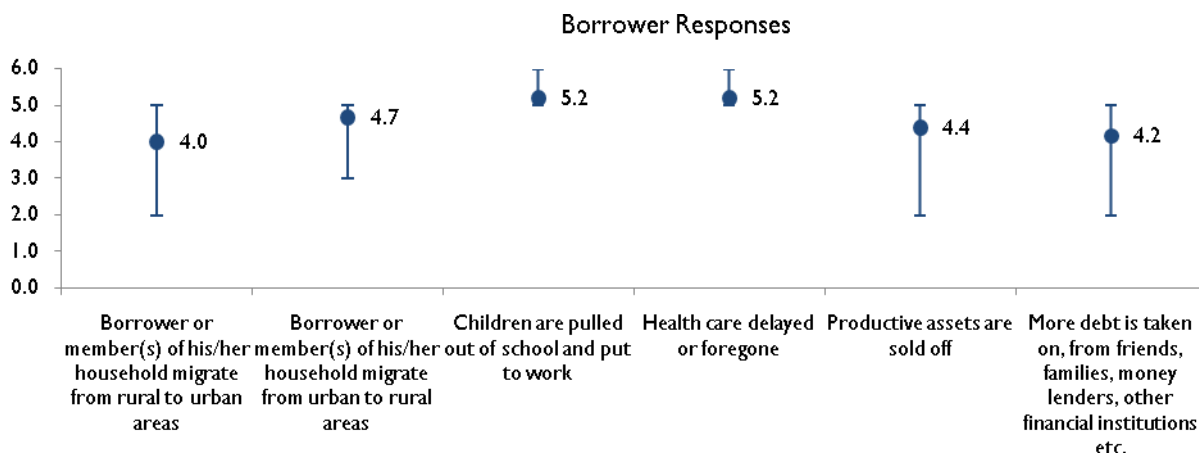 Borrower Responses
6.0
5.0
4.0
3.0
2.0
1.0
0.0
4.0
4.7
5.2
5.2
4.4
4.2
Borrower or
member(s) of his/her
household migrate
from rural to urban
areas
Borrower or
member(s) of his/her
household migrate
from urban to rural
areas
Children are pulled
out of school and put
to work
Health care delayed
or foregone
Productive assets are
sold off
More debt is taken
on, from friends,
families, money
lenders, other
financial institutions
etc.